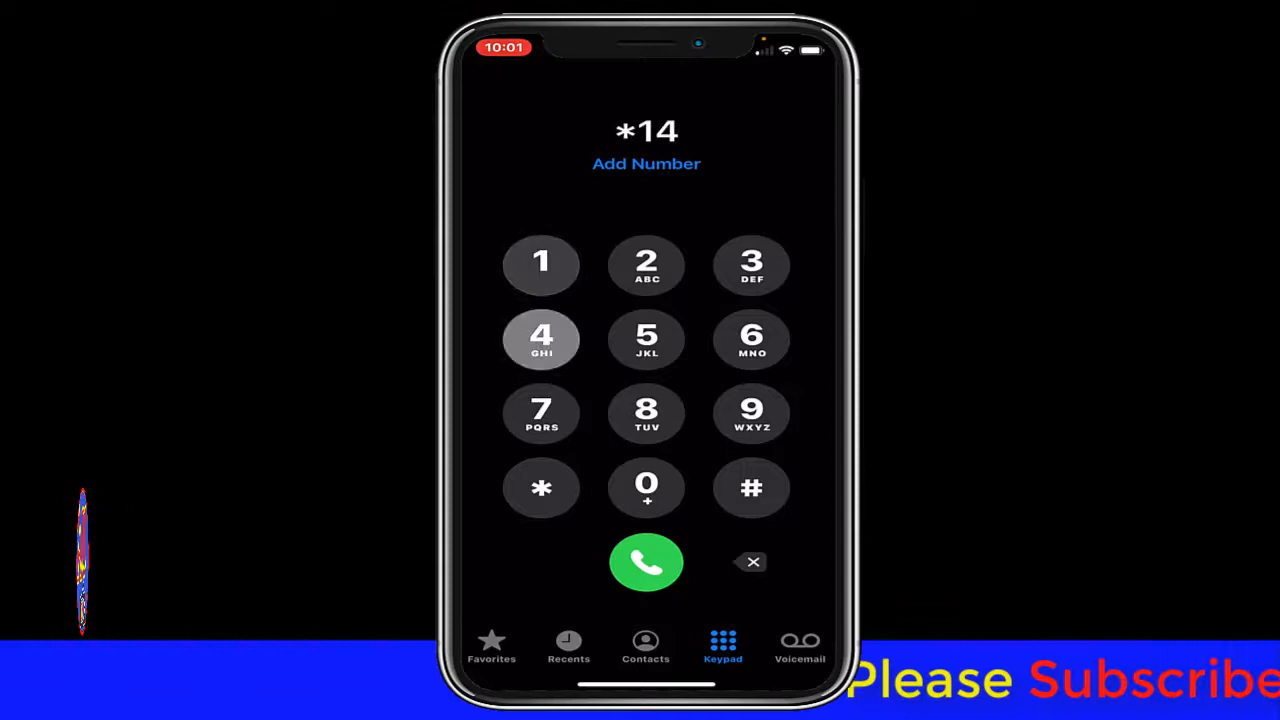 10:01
*14
Add Number
1 2 3
ABC DEF
4 5 6
GHI JKL MNO
7 8 9
PQRS TUV WXYZ
* 0 #
+
Favorites Recents Contacts Keypad Voicemail
Please Subscribe